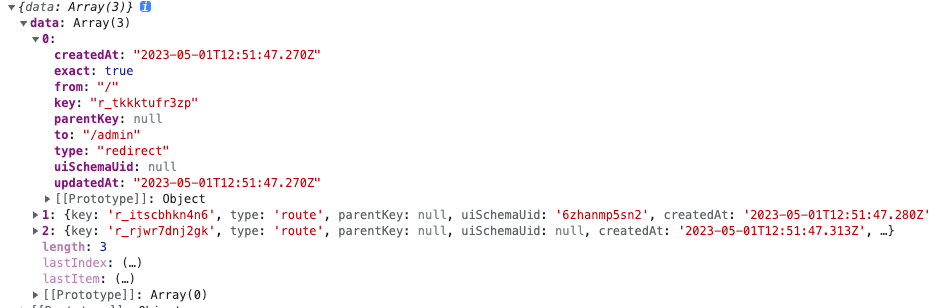 {data: Array(3)} i
data: Array(3)
0:
createdAt: "2023-05-01T12:51:47.270Z"
exact: true
from: "/"
key: "r_tkkktufr3zp"
parentKey: null
to: "/admin"
type: "redirect"
uiSchemaUid: null
updatedAt: "2023-05-01T12:51:47.270Z"
[[Prototype]]: Object
1: {key: 'r_itscbhkn4n6', type: 'route', parentKey: null, uiSchemaUid: '6zhanmp5sn2', createdAt: '2023-05-01T12:51:47.280Z'
2: {key: 'r_rjwr7dnj2gk', type: 'route', parentKey: null, uiSchemaUid: null, createdAt: '2023-05-01T12:51:47.313Z', …}
length: 3
lastIndex: (…)
lastItem: (…)
[[Prototype]]: Array(0)
[[Prototype]]: Object